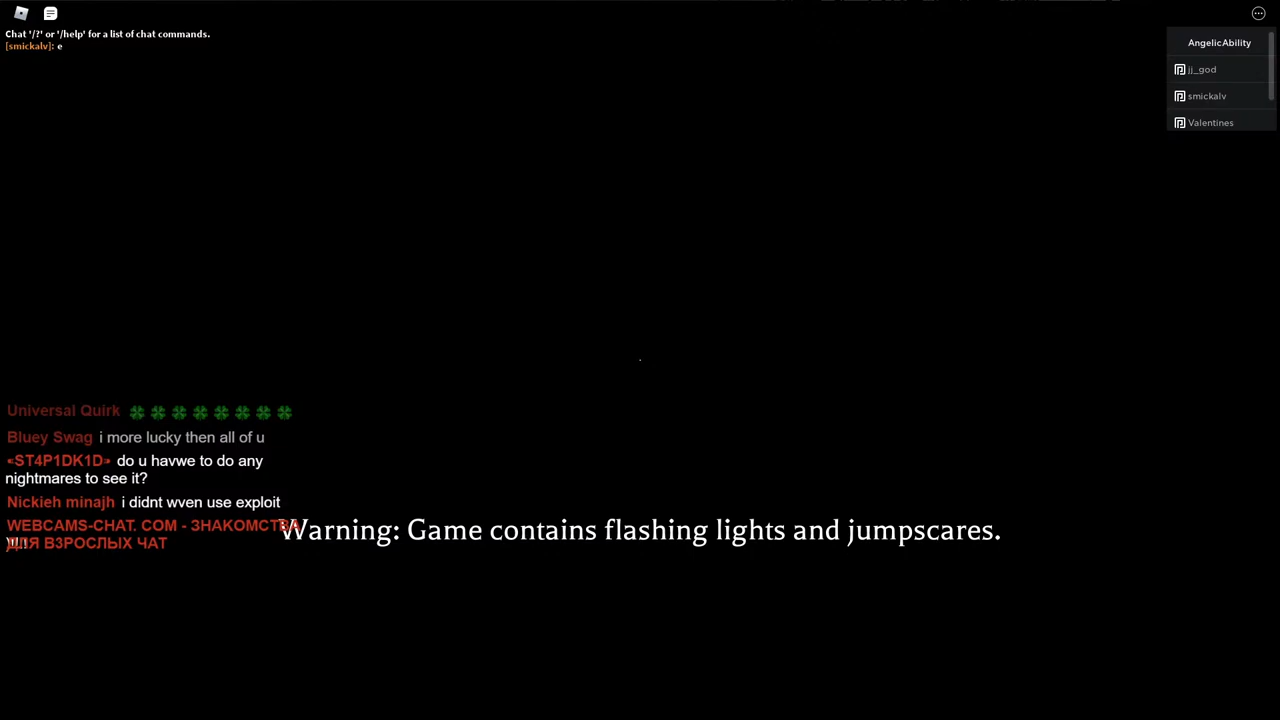 Chat '/?' or '/help' for a list of chat commands.
[smickalv]: e
AngelicAbility
jj_god
smickalv
Valentines
Universal Quirk
Bluey Swag i more lucky then all of u
<ST4P1DK1D> do u havwe to do any
nightmares to see it?
Nickieh minajh i didnt wven use exploit
WEBCAMS-CHAT. COM - ЗНАКОМСТВА
ДЛЯ ВЗРОСЛЫХ ЧАТ
Warning: Game contains flashing lights and jumpscares.